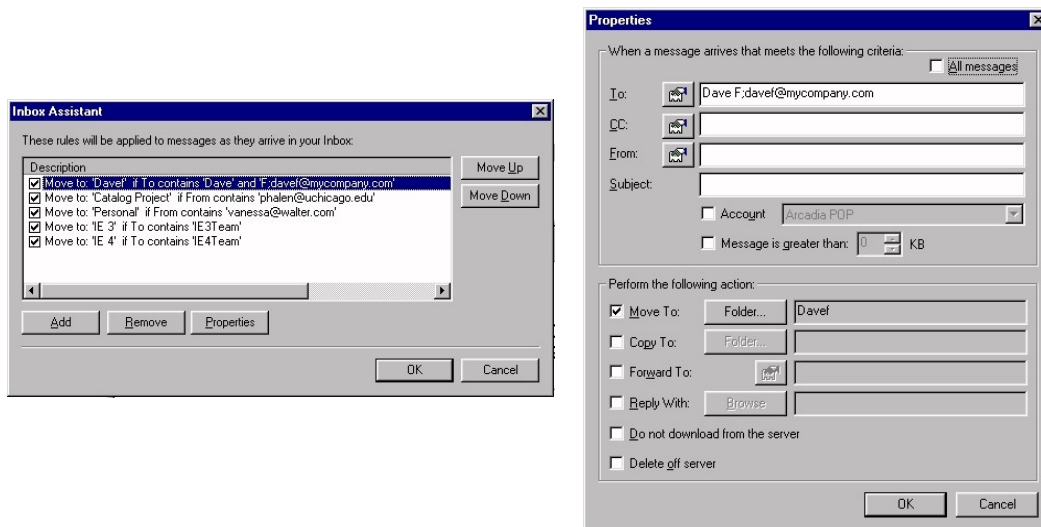 Inbox Assistant
These rules will be applied to messages as they arrive in your Inbox:
Description
Move to: 'Davef' if To contains 'Dave' and 'F;davef@mycompany.com'
Move to: 'Catalog Project' if From contains 'phalen@uchicago.edu'
Move to: 'Personal' if From contains 'vanessa@walter.com'
Move to: 'IE 3' if To contains 'IE3Team'
Move to: 'IE 4' if To contains 'IE4Team'
Move Up
Move Down
Add Remove Properties
OK Cancel
Properties
When a message arrives that meets the following criteria:
All messages
To: Dave F;davef@mycompany.com
CC:
From:
Subject:
Account Arcadia POP
Message is greater than: 0 KB
Perform the following action:
Move To: Folder... Davef
Copy To: Folder...
Forward To:
Reply With: Browse
Do not download from the server
Delete off server
OK Cancel